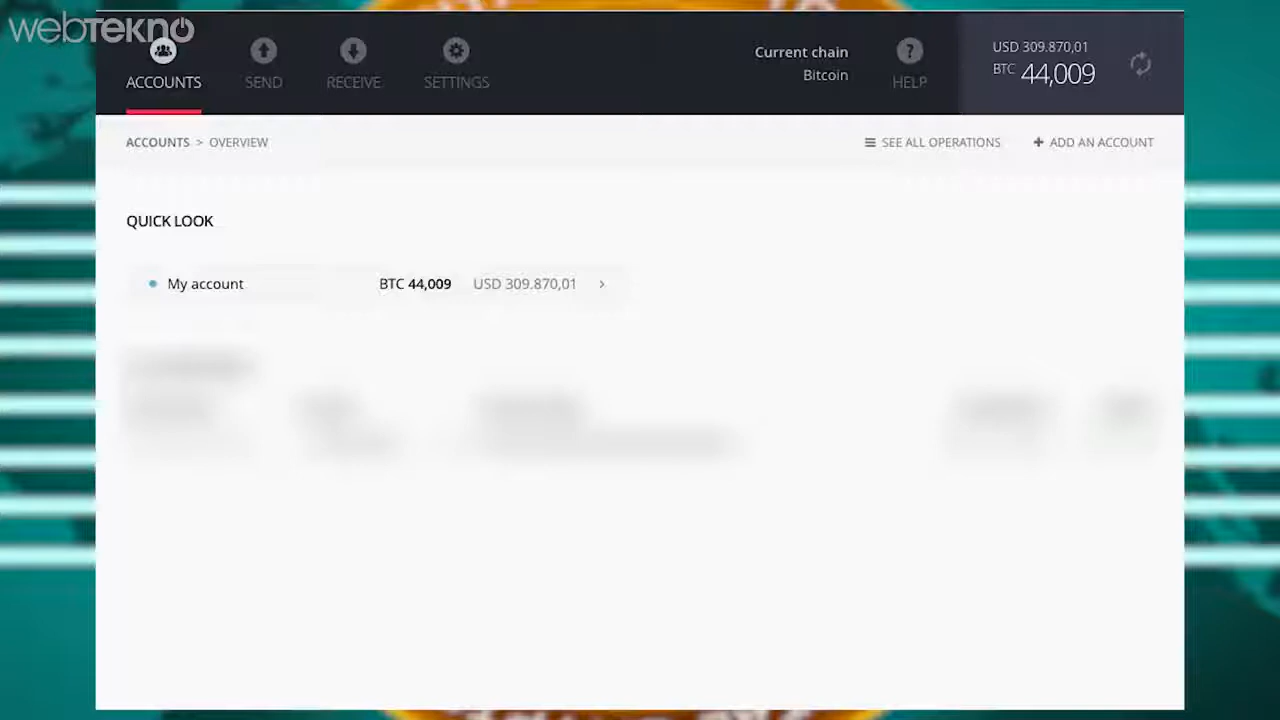 webtekno
ACCOUNTS
SEND
RECEIVE
SETTINGS
Current chain
Bitcoin
HELP
USD 309.870,01
BTC 44,009
ACCOUNTS > OVERVIEW
SEE ALL OPERATIONS
ADD AN ACCOUNT
QUICK LOOK
My account BTC 44,009 USD 309.870,01 >